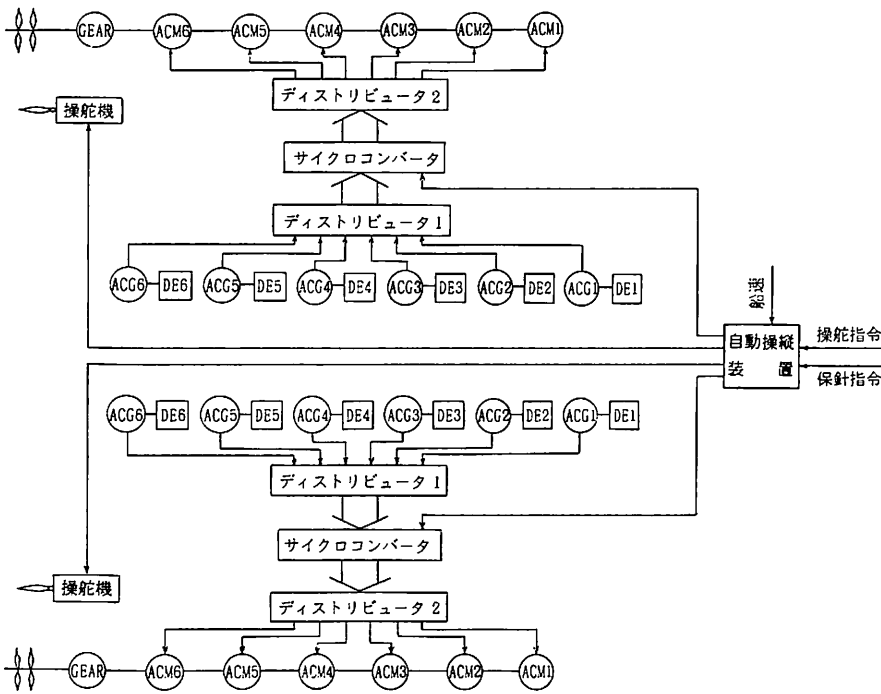 GEAR ACM6 ACM5 ACM4 ACM3 ACM2 ACM1
ディストリビュータ2
操舵機
サイクロコンバータ
ディストリビュータ1
ACG6 DE6 ACG5 DE5 ACG4 DE4 ACG3 DE3 ACG2 DE2 ACG1 DE1
船速
自動操縦
装置
操舵指令
保針指令
ACG6 DE6 ACG5 DE5 ACG4 DE4 ACG3 DE3 ACG2 DE2 ACG1 DE1
ディストリビュータ1
サイクロコンバータ
操舵機
ディストリビュータ2
GEAR ACM6 ACM5 ACM4 ACM3 ACM2 ACM1